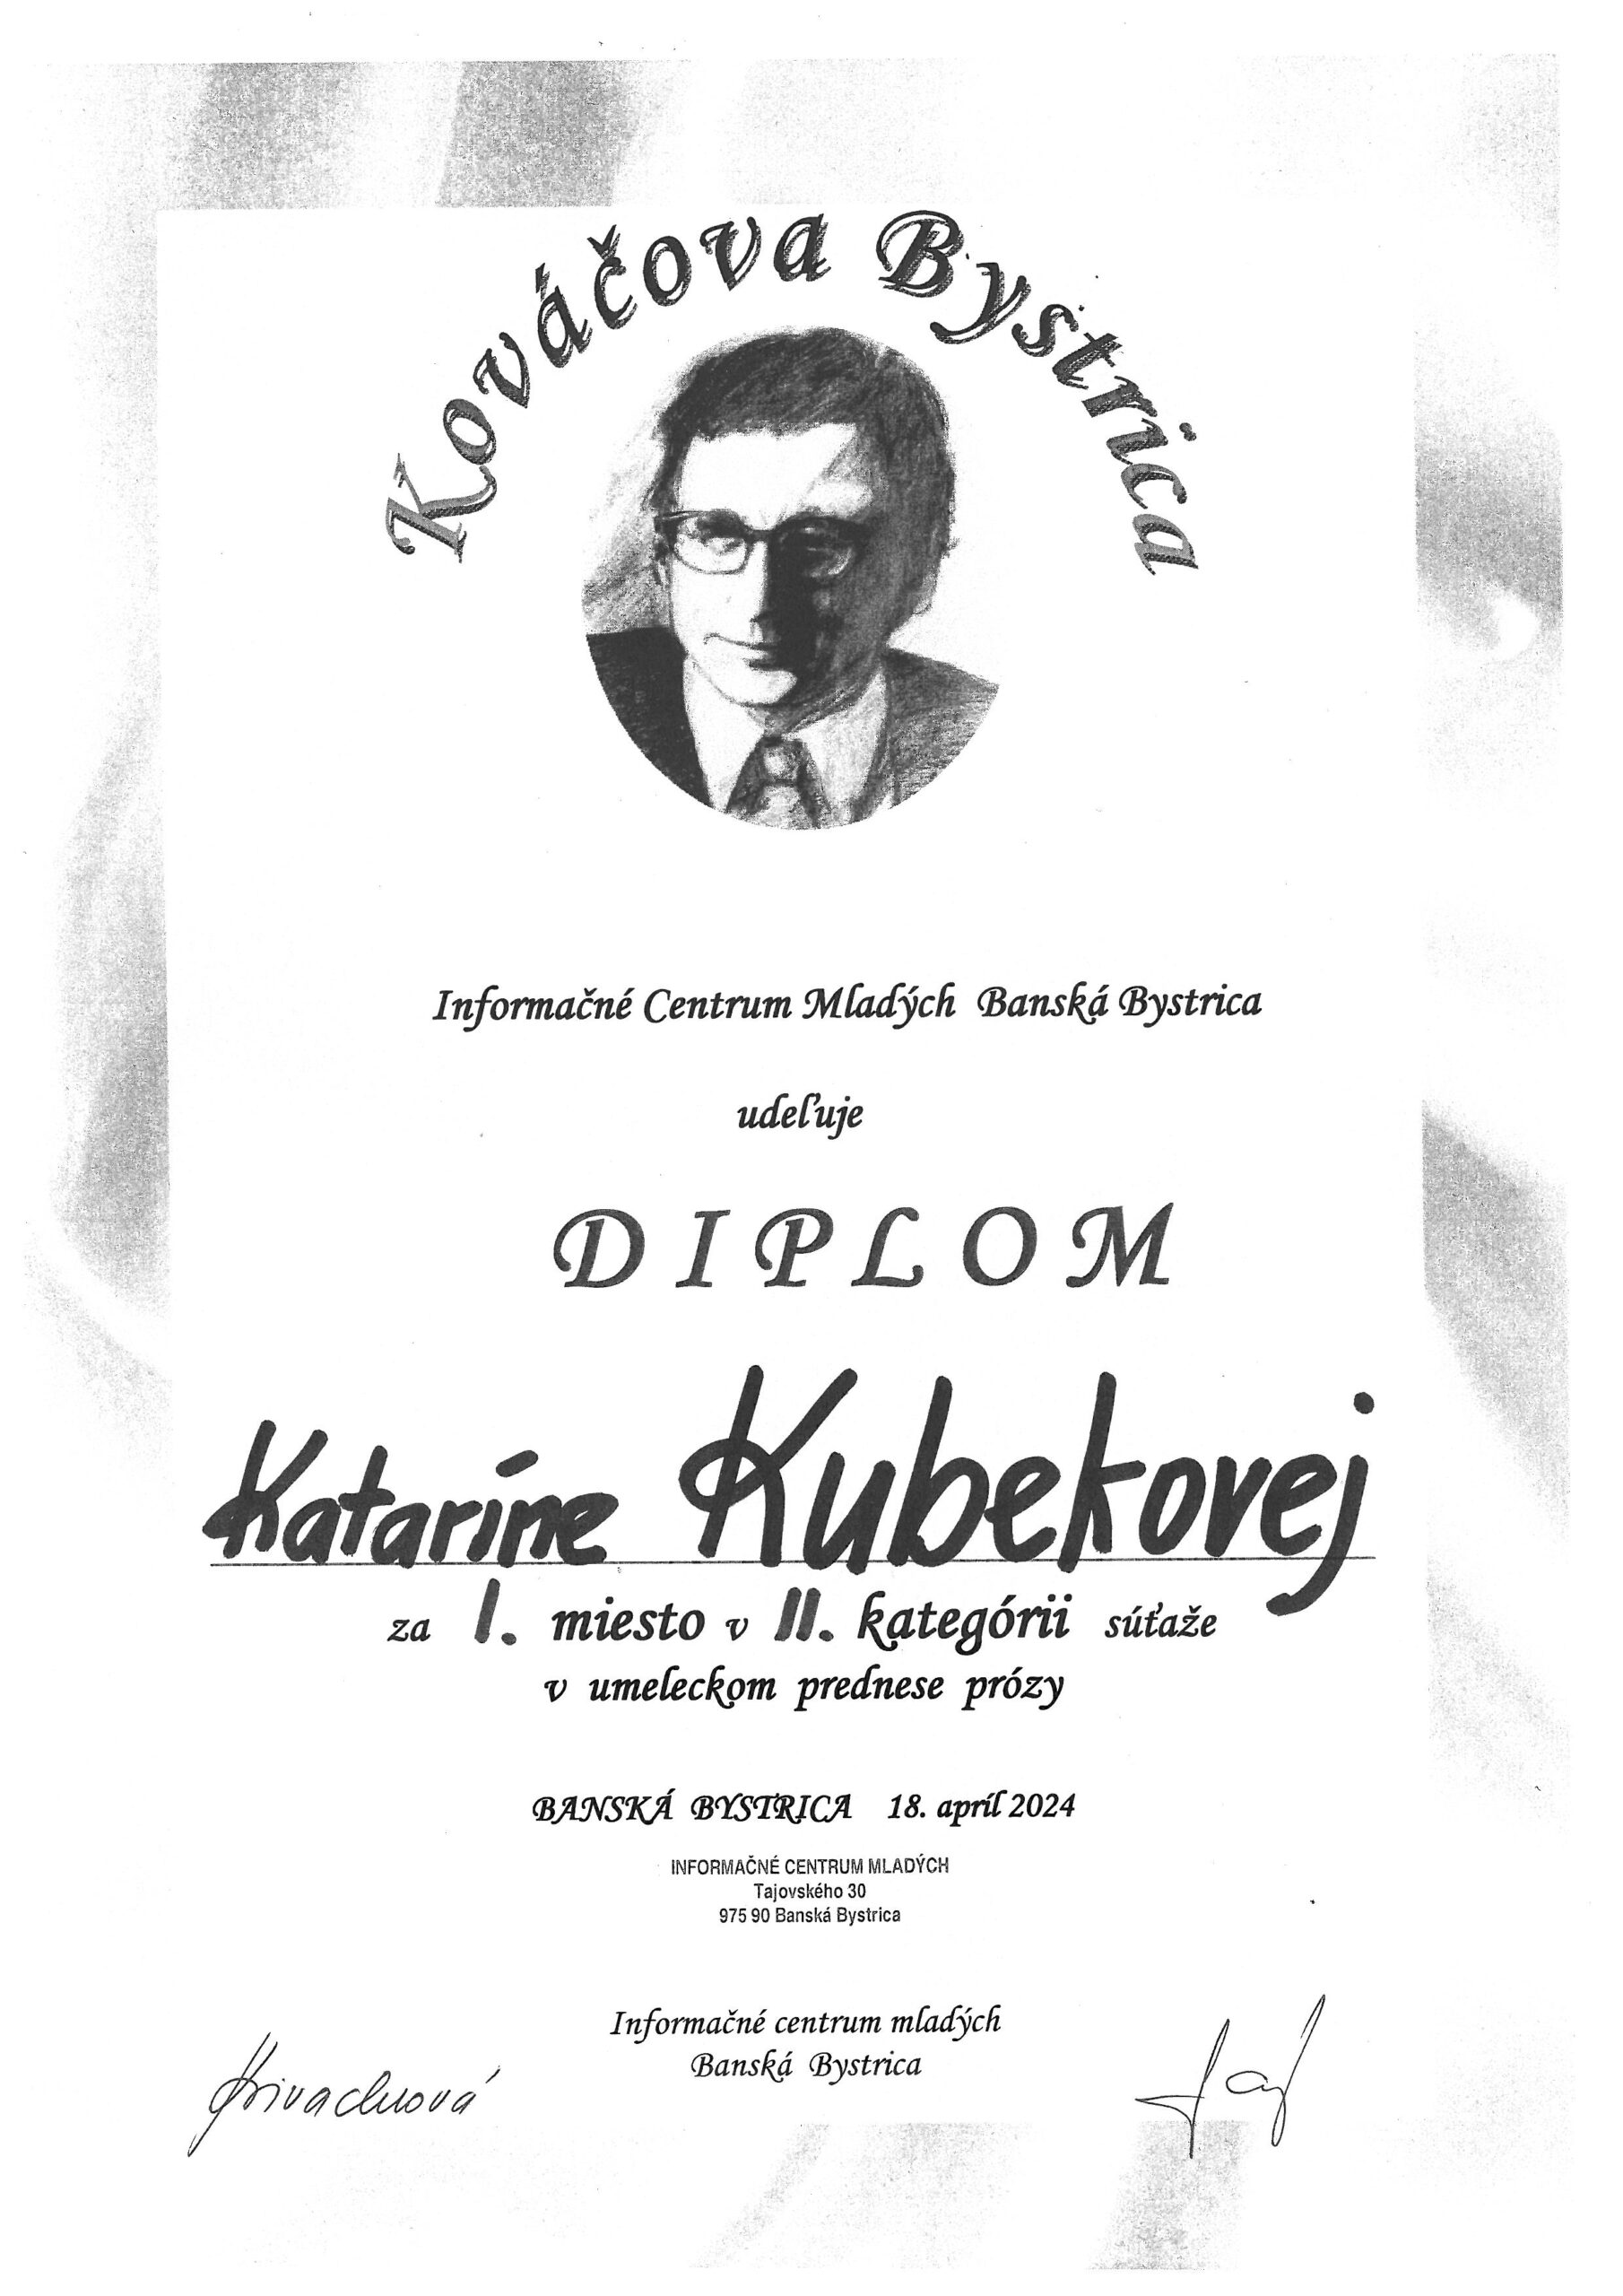 Kováčova Bystrica
Informačné Centrum Mladých Banská Bystrica
udeľuje
DIPLOM
Kataríne Kubekovej
za I. miesto v II. kategórii súťaže
v umeleckom prednese prózy
BANSKÁ BYSTRICA 18. apríl 2024
INFORMAČNÉ CENTRUM MLADÝCH
Tajovského 30
975 90 Banská Bystrica
Informačné centrum mladých
Banská Bystrica